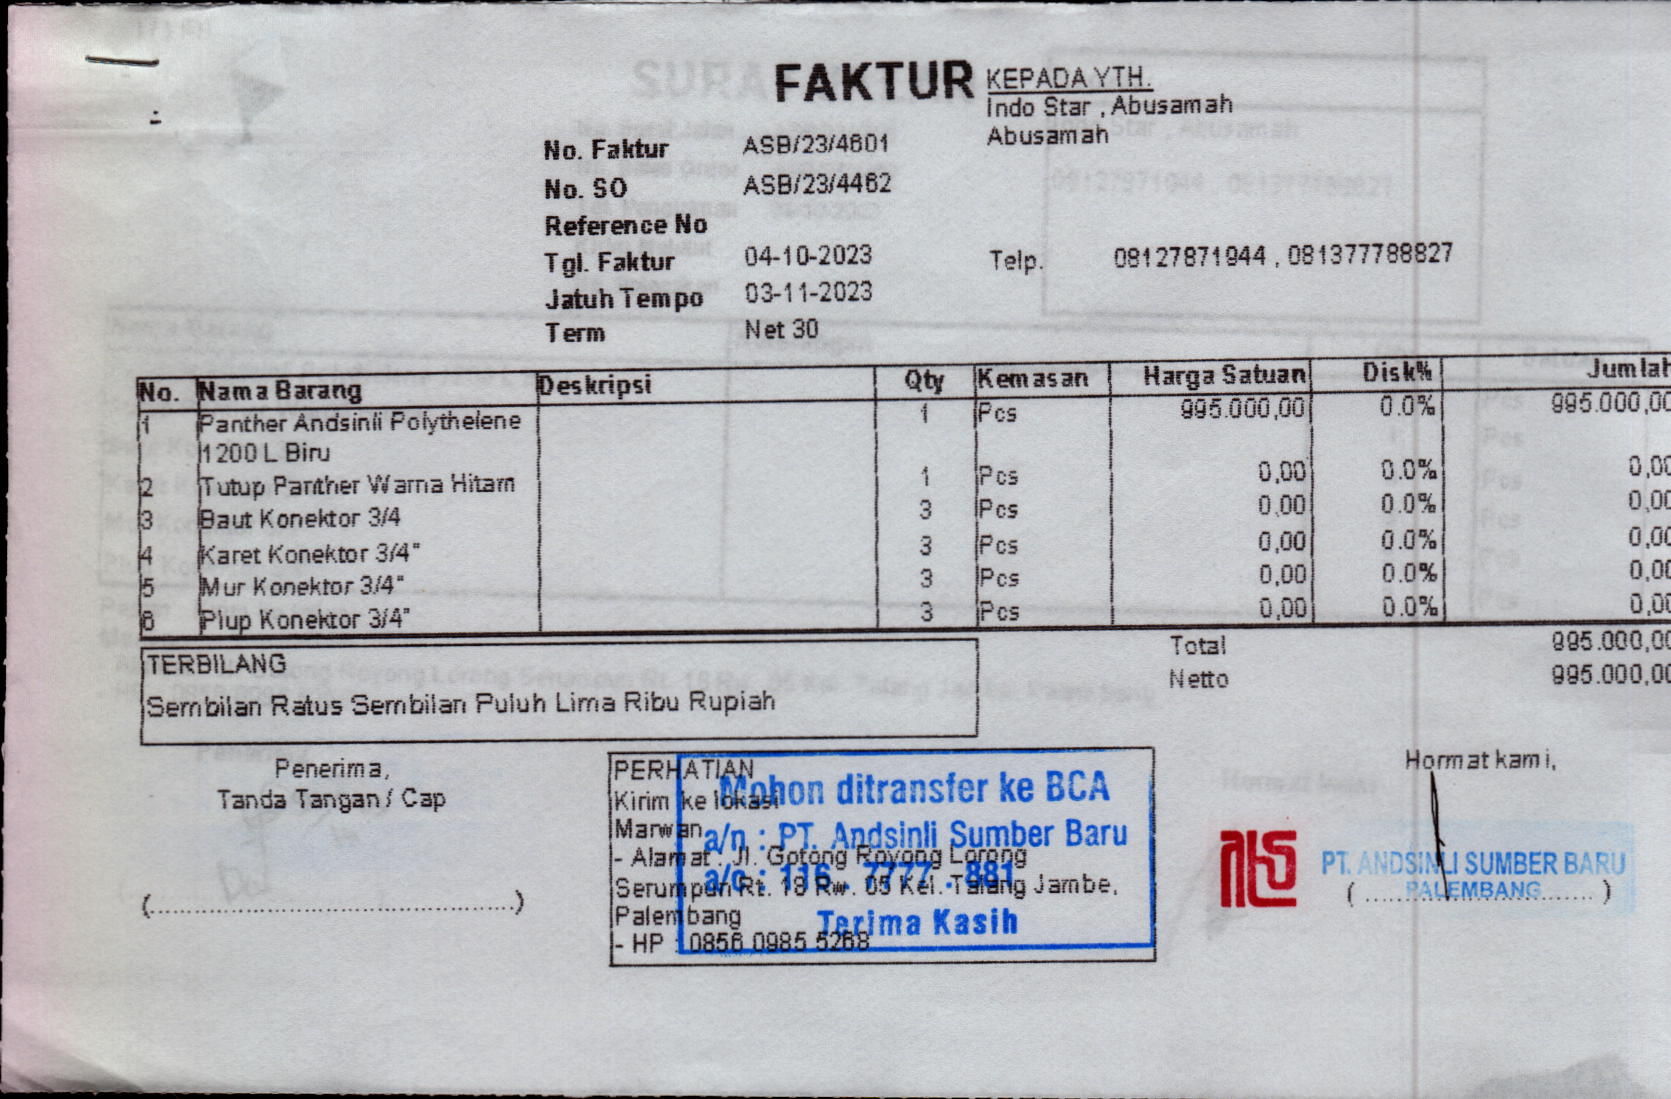 FAKTUR
KEPADA YTH.
Indo Star , Abusamah
Abusamah
No. Faktur ASB/23/4601
No. SO ASB/23/4462
Reference No
Tgl. Faktur 04-10-2023
Telp. 08127871944 , 081377788827
Jatuh Tempo 03-11-2023
Term Net 30
No. Nama Barang Deskripsi Qty Kemasan Harga Satuan Disk% Jumlah
1 Panther Andsinli Polythelene 1 Pcs 995.000,00 0.0% 995.000,00
1200 L Biru
2 Tutup Panther Warna Hitam 1 Pcs 0,00 0.0% 0,00
3 Baut Konektor 3/4 3 Pcs 0,00 0.0% 0,00
4 Karet Konektor 3/4" 3 Pcs 0,00 0.0% 0,00
5 Mur Konektor 3/4" 3 Pcs 0,00 0.0% 0,00
6 Plup Konektor 3/4" 3 Pcs 0,00 0.0% 0,00
Total 995.000,00
Netto 995.000,00
TERBILANG
Sembilan Ratus Sembilan Puluh Lima Ribu Rupiah
Penerima,
Tanda Tangan / Cap
(....................................................)
PERHATIAN
Kirim ke lokasi
Marwan
- Alamat : Jl. Gotong Royong Lorong
Serumpun Rt. 18 Rw. 05 Kel. Talang Jambe,
Palembang
- HP : 0856 0985 5268
Mohon ditransfer ke BCA
a/n : PT. Andsinli Sumber Baru
a/c : 116 . 7777 . 881
Terima Kasih
Hormat kami,
PT. ANDSINLI SUMBER BARU
PALEMBANG
(................................)